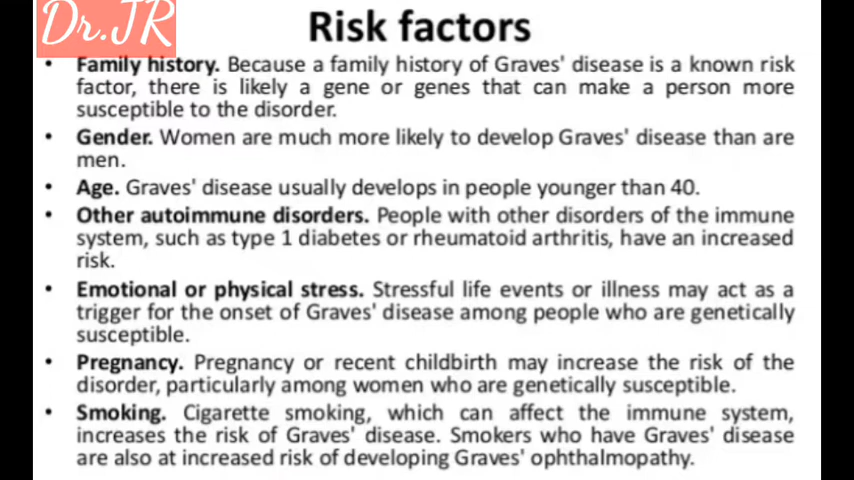 Dr.JR
Risk factors
• Family history. Because a family history of Graves' disease is a known risk
factor, there is likely a gene or genes that can make a person more
susceptible to the disorder.
• Gender. Women are much more likely to develop Graves' disease than are
men.
• Age. Graves' disease usually develops in people younger than 40.
• Other autoimmune disorders. People with other disorders of the immune
system, such as type 1 diabetes or rheumatoid arthritis, have an increased
risk.
• Emotional or physical stress. Stressful life events or illness may act as a
trigger for the onset of Graves' disease among people who are genetically
susceptible.
• Pregnancy. Pregnancy or recent childbirth may increase the risk of the
disorder, particularly among women who are genetically susceptible.
• Smoking. Cigarette smoking, which can affect the immune system,
increases the risk of Graves' disease. Smokers who have Graves' disease
are also at increased risk of developing Graves' ophthalmopathy.